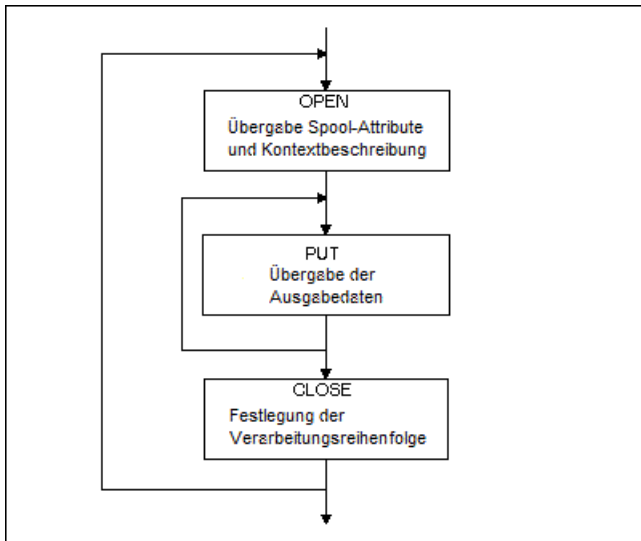 OPEN
Übergabe Spool-Attribute
und Kontextbeschreibung
PUT
Übergabe der
Ausgabedaten
CLOSE
Festlegung der
Verarbeitungsreihenfolge